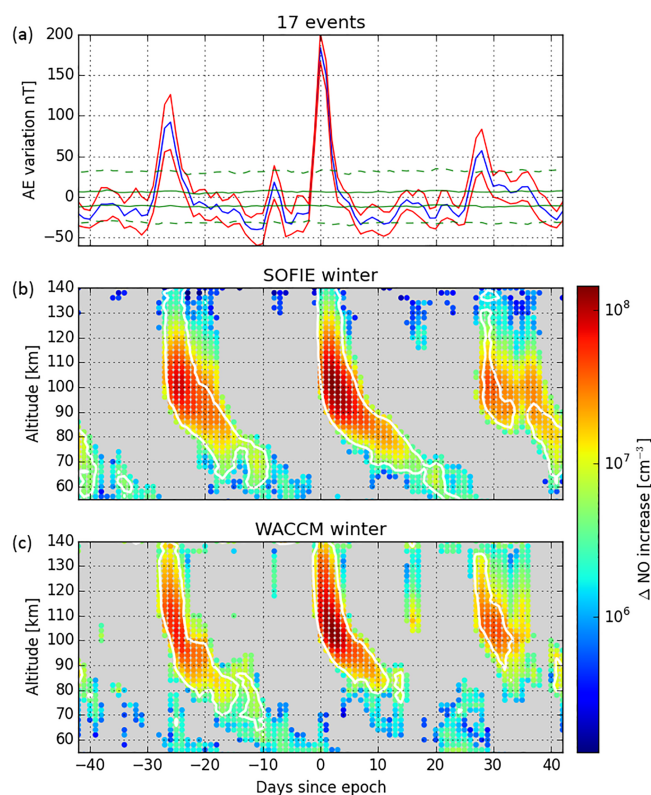 17 events
(a)
AE variation nT
200
150
100
50
0
−50
SOFIE winter
(b)
Altitude [km]
140
130
120
110
100
90
80
70
60
WACCM winter
(c)
Altitude [km]
140
130
120
110
100
90
80
70
60
−40 −30 −20 −10 0 10 20 30 40
Days since epoch
10⁸
10⁷
10⁶
Δ NO increase [cm⁻³]